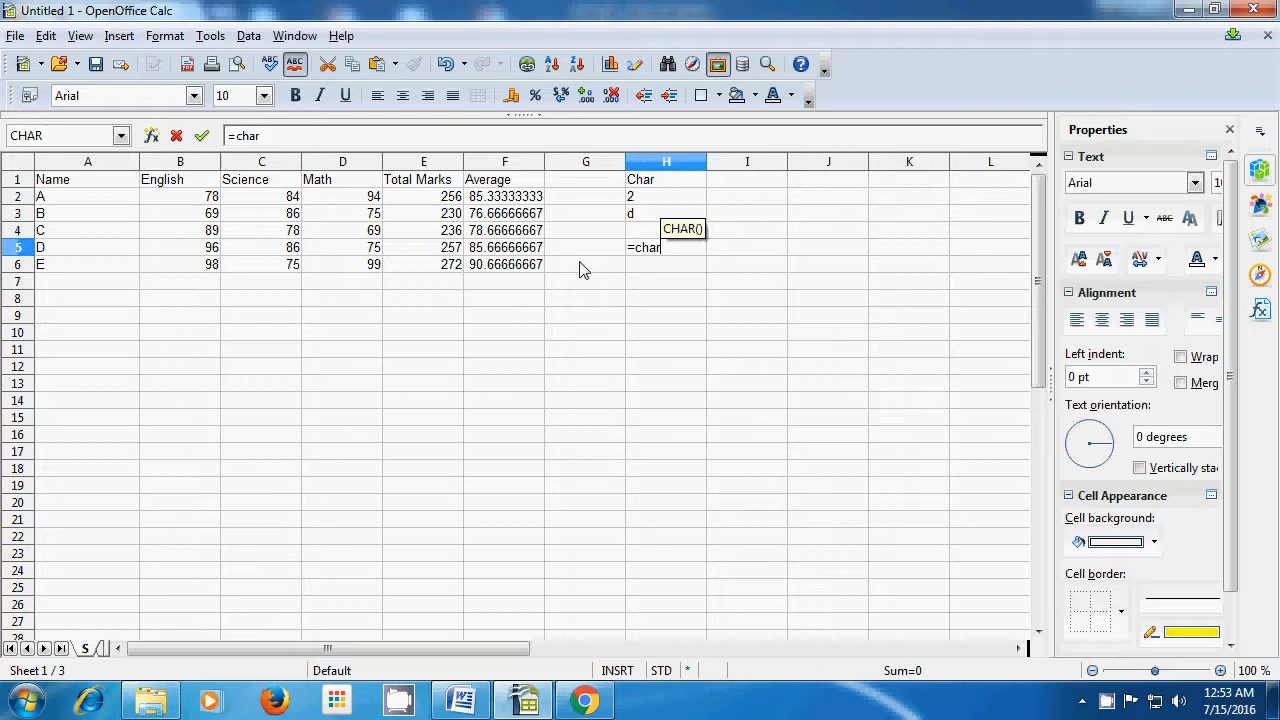 Untitled 1 - OpenOffice Calc
File Edit View Insert Format Tools Data Window Help
Arial 10
CHAR =char
A B C D E F G H I J K L
1 Name English Science Math Total Marks Average Char
2 A 78 84 94 256 85.33333333 2
3 B 69 86 75 230 76.66666667 d
4 C 89 78 69 236 78.66666667
CHAR()
5 D 96 86 75 257 85.66666667 =char
6 E 98 75 99 272 90.66666667
7
8
9
10
11
12
13
14
15
16
17
18
19
20
21
22
23
24
25
26
27
28
Properties
Text
Arial
ABC
Alignment
Left indent: Wrap
0 pt Merg
Text orientation:
0 degrees
Vertically sta
Cell Appearance
Cell background:
Cell border:
S
Sheet 1 / 3 Default INSRT STD * Sum=0 100 %
12:53 AM
7/15/2016